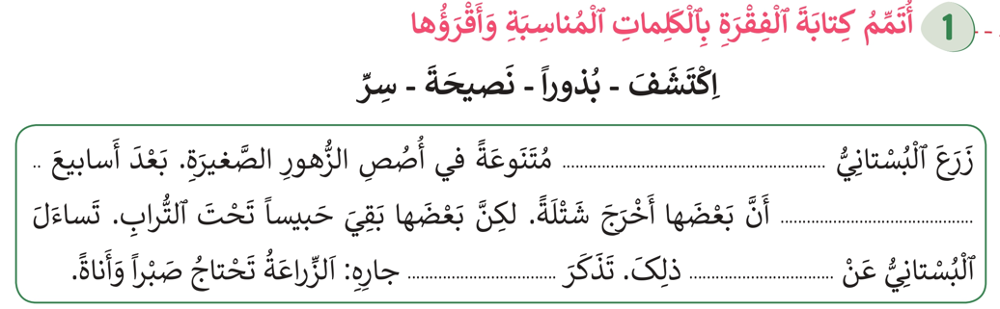 1 أُتَمِّمُ كِتابَةَ ٱلْفِقْرَةِ بِٱلْكَلِماتِ ٱلْمُناسِبَةِ وَأَقْرَؤُها
اِكْتَشَفَ - بُذوراً - نَصيحَةَ - سِرِّ
زَرَعَ ٱلْبُسْتانِيُّ ............................ مُتَنَوِّعَةً في أُصُصِ الزُّهورِ الصَّغيرَةِ. بَعْدَ أَسابيعَ ..
............................ أَنَّ بَعْضَها أَخْرَجَ شَتْلَةً. لكِنَّ بَعْضَها بَقِيَ حَبيساً تَحْتَ ٱلتُّرابِ. تَساءَلَ
ٱلْبُسْتانِيُّ عَنْ ............................ ذلِكَ. تَذَكَّرَ ............................ جارِهِ: ٱلزِّراعَةُ تَحْتاجُ صَبْراً وَأَناةً.